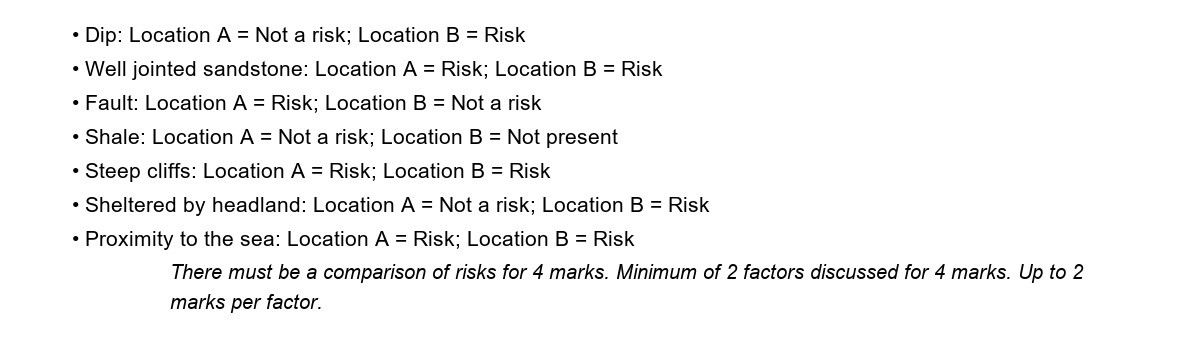 • Dip: Location A = Not a risk; Location B = Risk
• Well jointed sandstone: Location A = Risk; Location B = Risk
• Fault: Location A = Risk; Location B = Not a risk
• Shale: Location A = Not a risk; Location B = Not present
• Steep cliffs: Location A = Risk; Location B = Risk
• Sheltered by headland: Location A = Not a risk; Location B = Risk
• Proximity to the sea: Location A = Risk; Location B = Risk
There must be a comparison of risks for 4 marks. Minimum of 2 factors discussed for 4 marks. Up to 2
marks per factor.